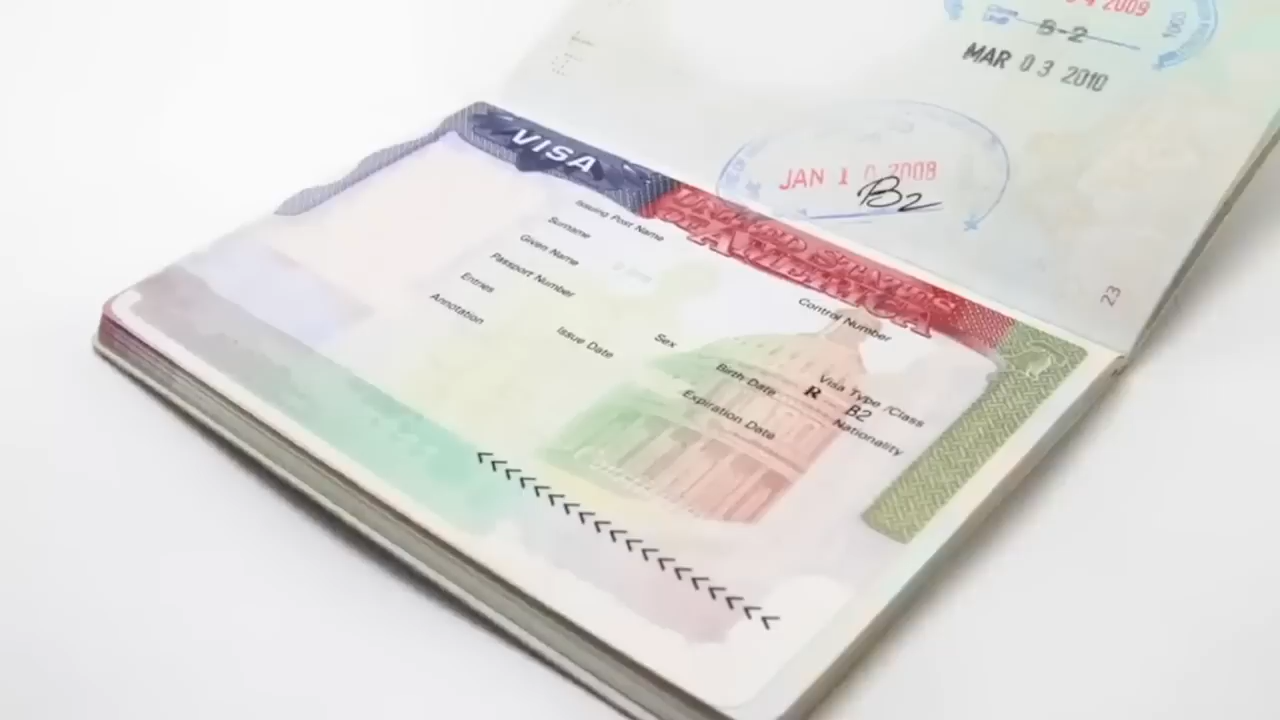 4 2009
B-2
MAR 0 3 2010
JAN 1 0 2008
B2
23
VISA
UNITED STATES
OF AMERICA
Issuing Post Name
Surname
Given Name
Passport Number
Entries
Annotation
Issue Date
Sex
Control Number
Visa Type /Class
Birth Date
R B2
Nationality
Expiration Date
<<<<<<<<<<<<<<<<<<<<